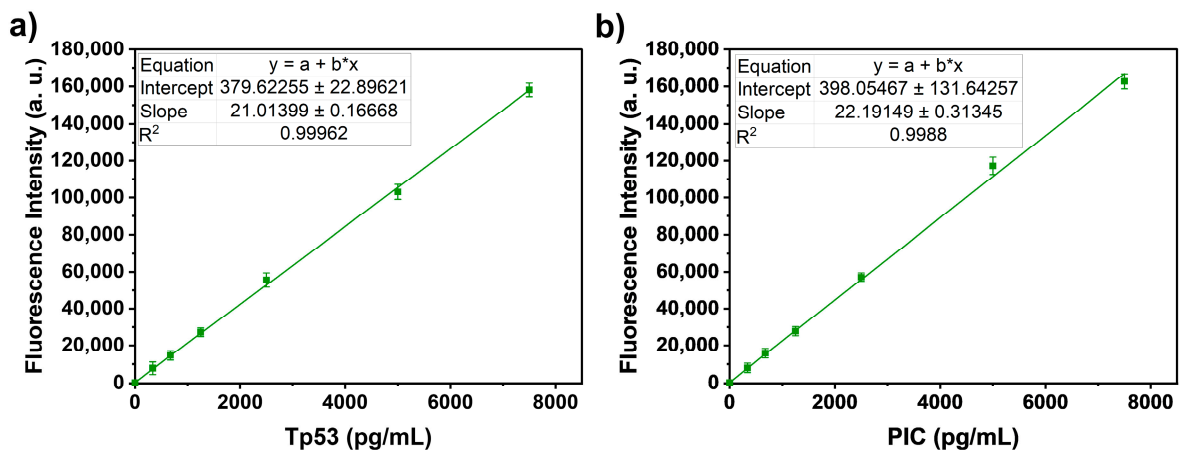 a)
180,000
160,000
140,000
120,000
100,000
80,000
60,000
40,000
20,000
0
Fluorescence Intensity (a. u.)
Equation y = a + b*x
Intercept 379.62255 ± 22.89621
Slope 21.01399 ± 0.16668
R² 0.99962
0 2000 4000 6000 8000
Tp53 (pg/mL)
b)
180,000
160,000
140,000
120,000
100,000
80,000
60,000
40,000
20,000
0
Fluorescence Intensity (a. u.)
Equation y = a + b*x
Intercept 398.05467 ± 131.64257
Slope 22.19149 ± 0.31345
R² 0.9988
0 2000 4000 6000 8000
PIC (pg/mL)